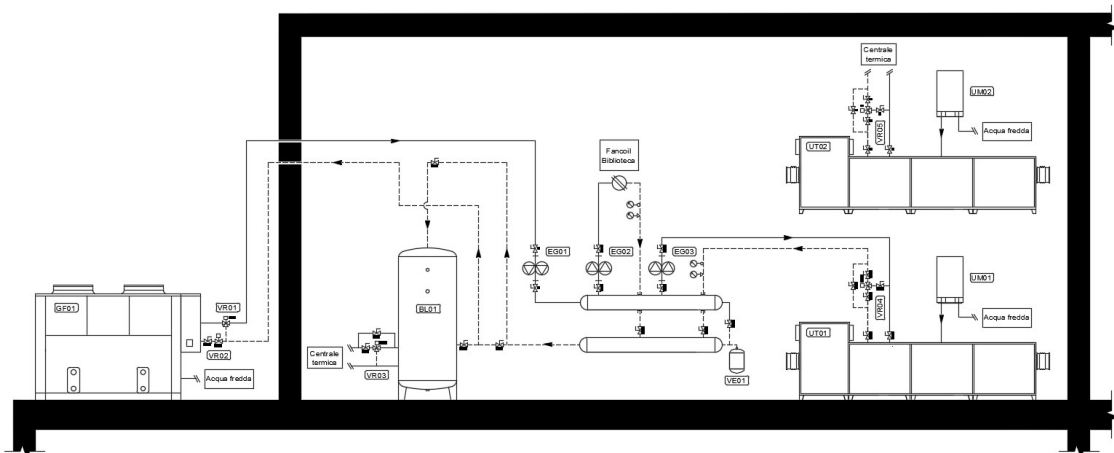 Centrale
termica
UM02
VR05
Acqua fredda
UT02
Fancoil
Biblioteca
EG01
EG02
EG03
UM01
GF01
VR01
BL01
VR04
Acqua fredda
UT01
VR02
Centrale
termica
VR03
VE01
Acqua fredda